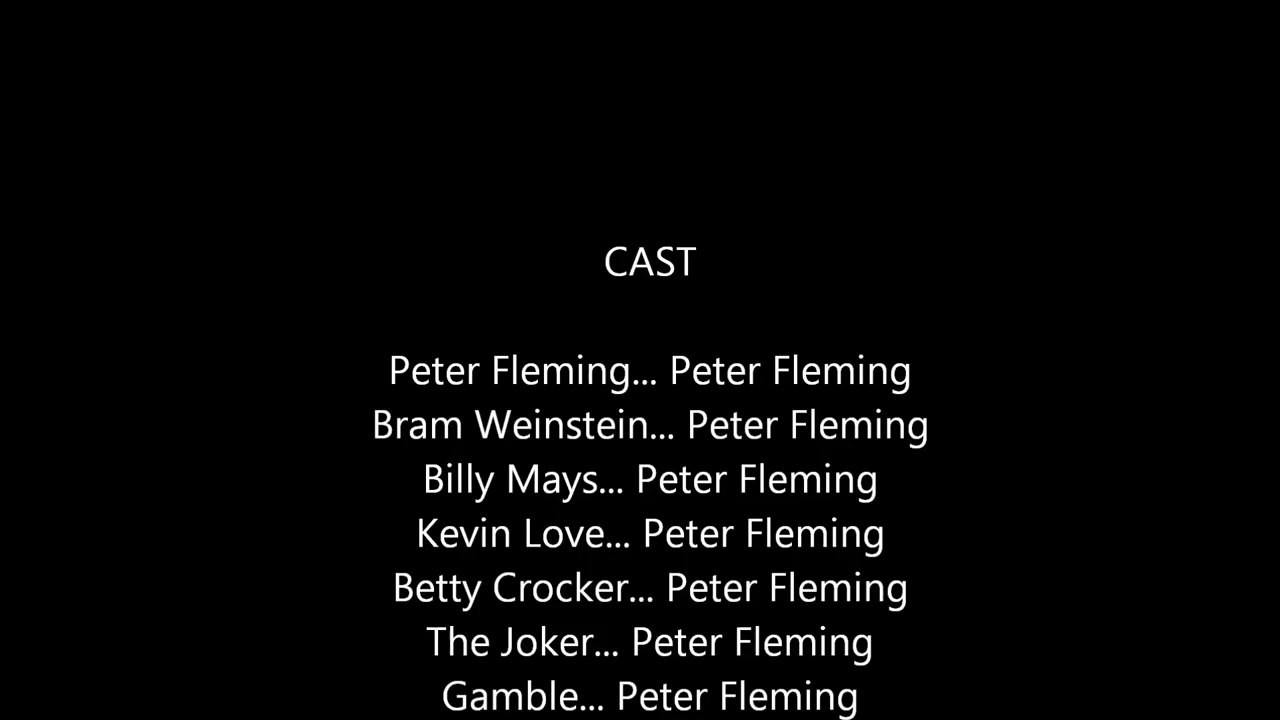 CAST
Peter Fleming... Peter Fleming
Bram Weinstein... Peter Fleming
Billy Mays... Peter Fleming
Kevin Love... Peter Fleming
Betty Crocker... Peter Fleming
The Joker... Peter Fleming
Gamble... Peter Fleming